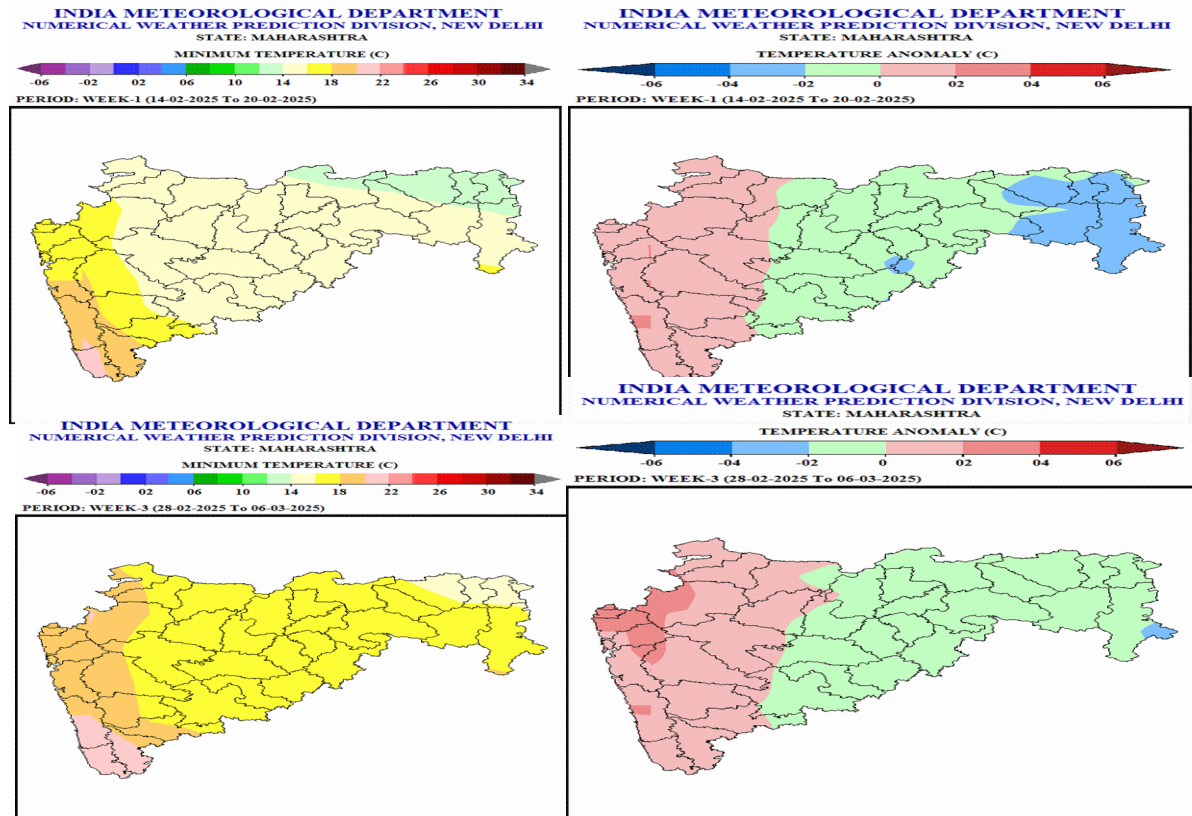 INDIA METEOROLOGICAL DEPARTMENT
NUMERICAL WEATHER PREDICTION DIVISION, NEW DELHI
STATE: MAHARASHTRA
MINIMUM TEMPERATURE (C)
-06 -02 02 06 10 14 18 22 26 30 34
PERIOD: WEEK-1 (14-02-2025 To 20-02-2025)
INDIA METEOROLOGICAL DEPARTMENT
NUMERICAL WEATHER PREDICTION DIVISION, NEW DELHI
STATE: MAHARASHTRA
TEMPERATURE ANOMALY (C)
-06 -04 -02 0 02 04 06
PERIOD: WEEK-1 (14-02-2025 To 20-02-2025)
INDIA METEOROLOGICAL DEPARTMENT
NUMERICAL WEATHER PREDICTION DIVISION, NEW DELHI
STATE: MAHARASHTRA
MINIMUM TEMPERATURE (C)
-06 -02 02 06 10 14 18 22 26 30 34
PERIOD: WEEK-3 (28-02-2025 To 06-03-2025)
INDIA METEOROLOGICAL DEPARTMENT
NUMERICAL WEATHER PREDICTION DIVISION, NEW DELHI
STATE: MAHARASHTRA
TEMPERATURE ANOMALY (C)
-06 -04 -02 0 02 04 06
PERIOD: WEEK-3 (28-02-2025 To 06-03-2025)